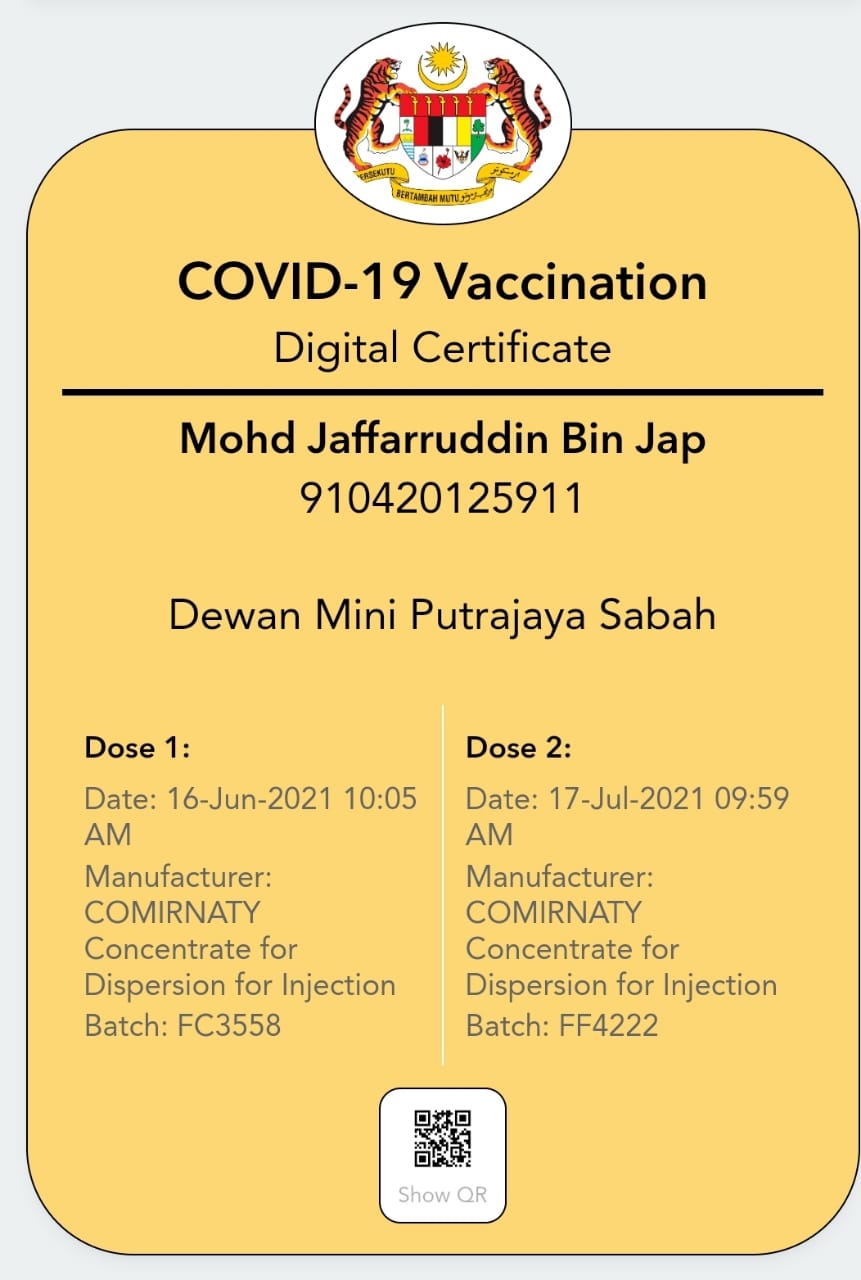 BERSEKUTU
BERTAMBAH MUTU
COVID-19 Vaccination
Digital Certificate
Mohd Jaffarruddin Bin Jap
910420125911
Dewan Mini Putrajaya Sabah
Dose 1:
Date: 16-Jun-2021 10:05
AM
Manufacturer:
COMIRNATY
Concentrate for
Dispersion for Injection
Batch: FC3558
Dose 2:
Date: 17-Jul-2021 09:59
AM
Manufacturer:
COMIRNATY
Concentrate for
Dispersion for Injection
Batch: FF4222
Show QR